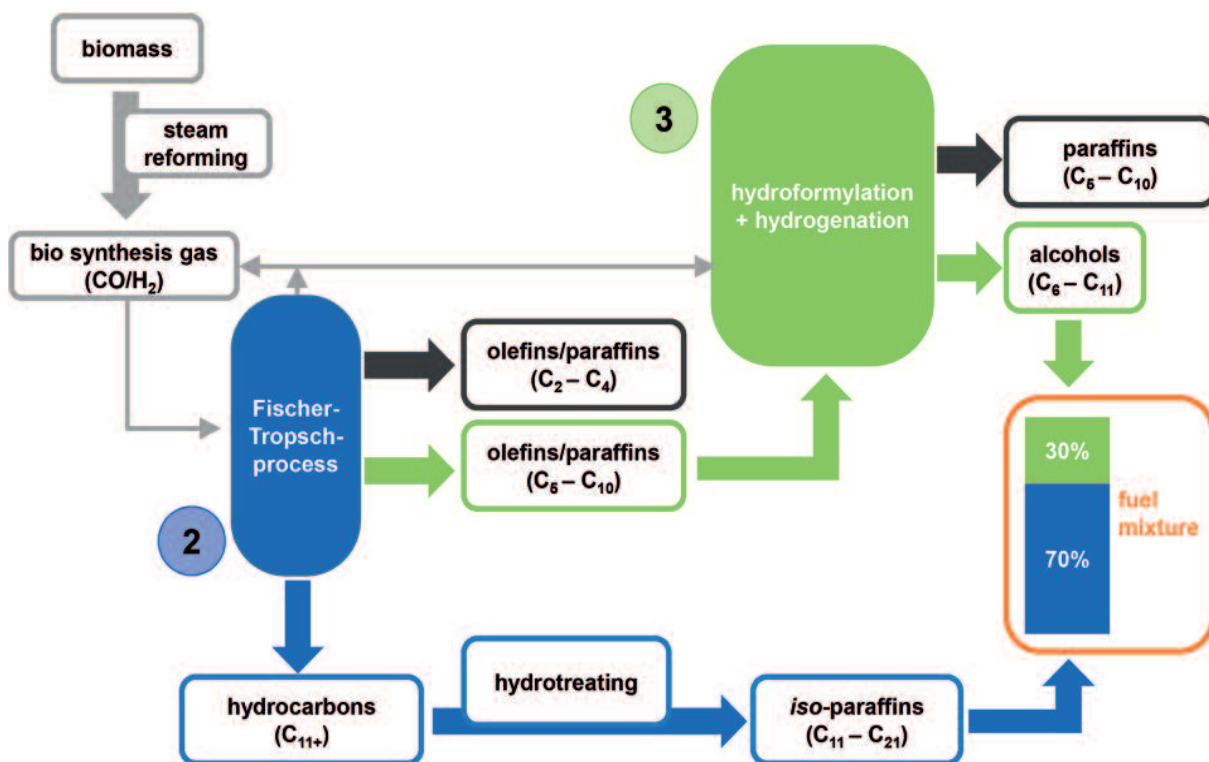 biomass
steam
reforming
bio synthesis gas
(CO/H₂)
3
hydroformylation
+ hydrogenation
paraffins
(C₅ – C₁₀)
alcohols
(C₆ – C₁₁)
Fischer-
Tropsch-
process
2
olefins/paraffins
(C₂ – C₄)
olefins/paraffins
(C₅ – C₁₀)
30%
70%
fuel
mixture
hydrocarbons
(C₁₁₊)
hydrotreating
iso-paraffins
(C₁₁ – C₂₁)